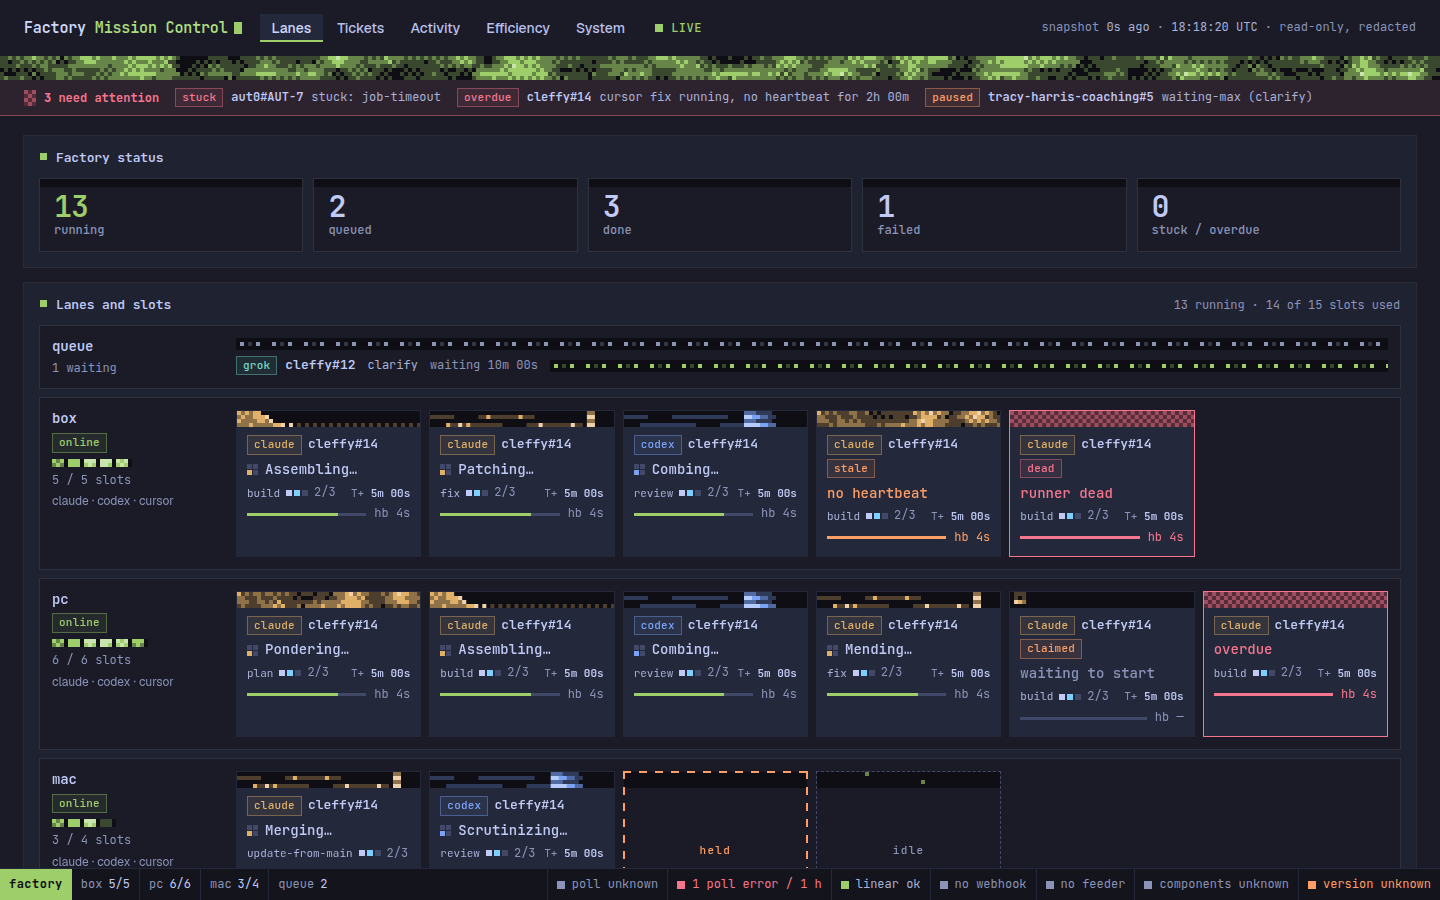 Factory Mission Control Lanes Tickets Activity Efficiency System LIVE snapshot 0s ago · 18:18:20 UTC · read-only, redacted
3 need attention stuck aut0#AUT-7 stuck: job-timeout overdue cleffy#14 cursor fix running, no heartbeat for 2h 00m paused tracy-harris-coaching#5 waiting-max (clarify)
Factory status
13 2 3 1 0
running queued done failed stuck / overdue
Lanes and slots 13 running · 14 of 15 slots used
queue
1 waiting grok cleffy#12 clarify waiting 10m 00s
box
online
5 / 5 slots
claude · codex · cursor
claude cleffy#14
Assembling…
build 2/3 T+ 5m 00s
hb 4s
claude cleffy#14
Patching…
fix 2/3 T+ 5m 00s
hb 4s
codex cleffy#14
Combing…
review 2/3 T+ 5m 00s
hb 4s
claude cleffy#14
stale
no heartbeat
build 2/3 T+ 5m 00s
hb 4s
claude cleffy#14
dead
runner dead
build 2/3 T+ 5m 00s
hb 4s
pc
online
6 / 6 slots
claude · codex · cursor
claude cleffy#14
Pondering…
plan 2/3 T+ 5m 00s
hb 4s
claude cleffy#14
Assembling…
build 2/3 T+ 5m 00s
hb 4s
codex cleffy#14
Combing…
review 2/3 T+ 5m 00s
hb 4s
claude cleffy#14
Mending…
fix 2/3 T+ 5m 00s
hb 4s
claude cleffy#14
claimed
waiting to start
build 2/3 T+ 5m 00s
hb —
claude cleffy#14
overdue
build 2/3 T+ 5m 00s
hb 4s
mac
online
3 / 4 slots
claude · codex · cursor
claude cleffy#14
Merging…
update-from-main 2/3
codex cleffy#14
Scrutinizing…
review 2/3 T+ 5m 00s
held
idle
factory box 5/5 pc 6/6 mac 3/4 queue 2 poll unknown 1 poll error / 1 h linear ok no webhook no feeder components unknown version unknown